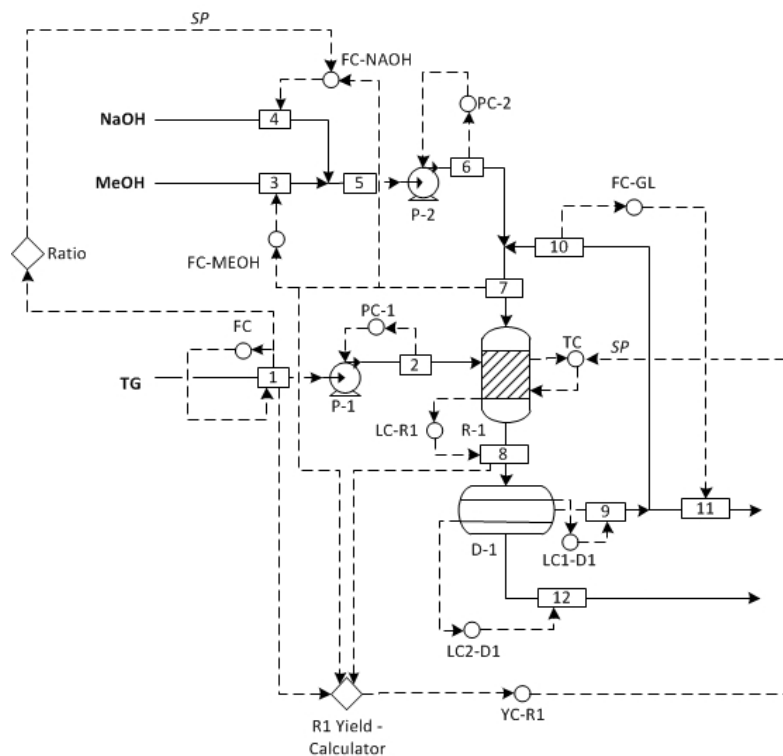 SP
FC-NAOH
NaOH
4
PC-2
6
MeOH
3
5
P-2
FC-GL
10
Ratio
FC-MEOH
7
PC-1
FC
TC
SP
2
TG
1
P-1
LC-R1
R-1
8
9
11
D-1
LC1-D1
12
LC2-D1
R1 Yield -
Calculator
YC-R1